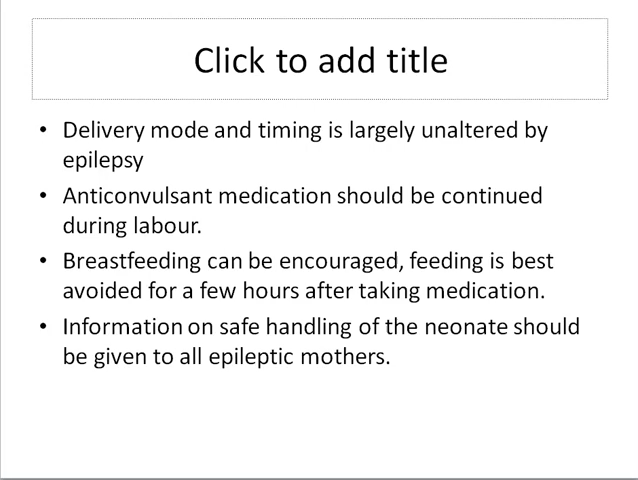 Click to add title
• Delivery mode and timing is largely unaltered by
epilepsy
• Anticonvulsant medication should be continued
during labour.
• Breastfeeding can be encouraged, feeding is best
avoided for a few hours after taking medication.
• Information on safe handling of the neonate should
be given to all epileptic mothers.